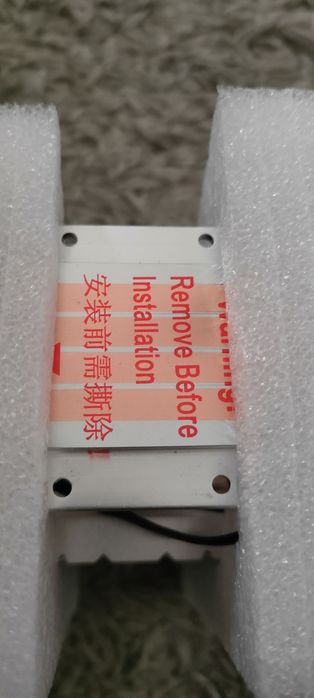 Warning!
Remove Before
Installation
安装前需撕除